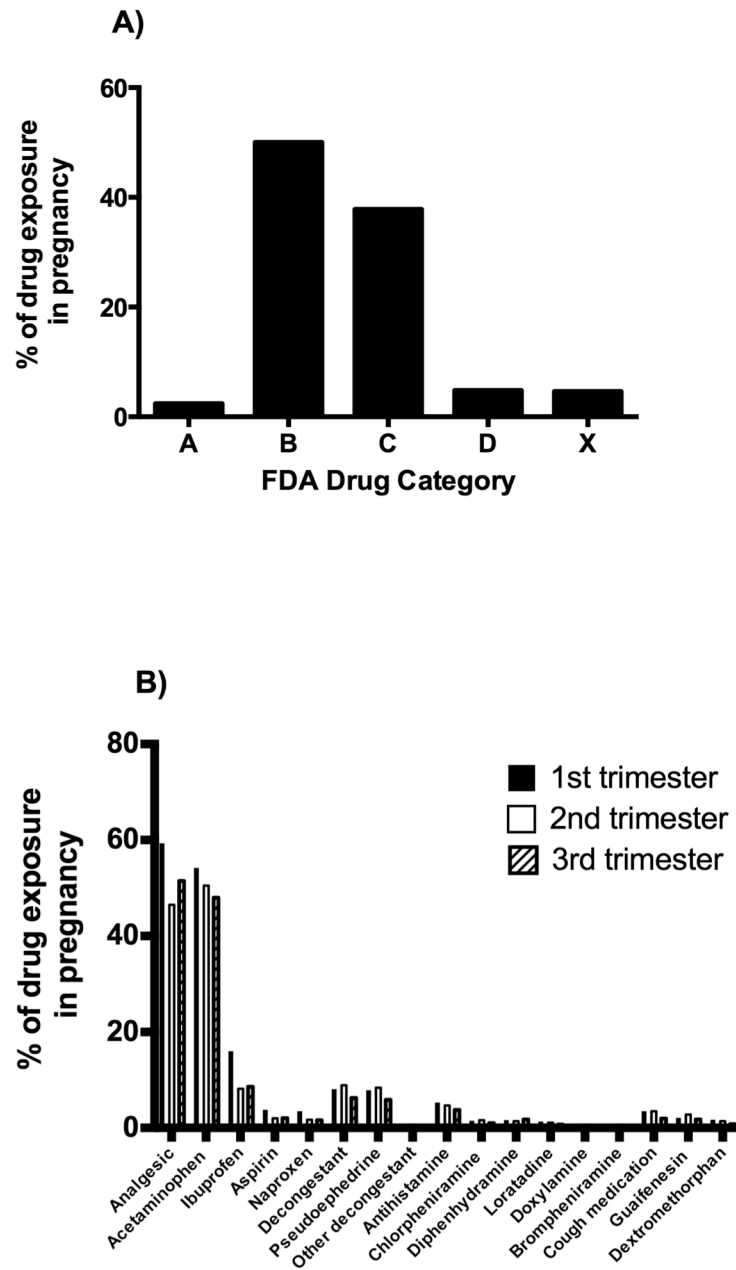 A)
60
40
20
0
% of drug exposure
in pregnancy
A B C D X
FDA Drug Category
B)
80
60
40
20
0
% of drug exposure
in pregnancy
1st trimester
2nd trimester
3rd trimester
Analgesic
Acetaminophen
Ibuprofen
Aspirin
Naproxen
Decongestant
Pseudoephedrine
Other decongestant
Antihistamine
Chlorpheniramine
Diphenhydramine
Loratadine
Doxylamine
Brompheniramine
Cough medication
Guaifenesin
Dextromethorphan